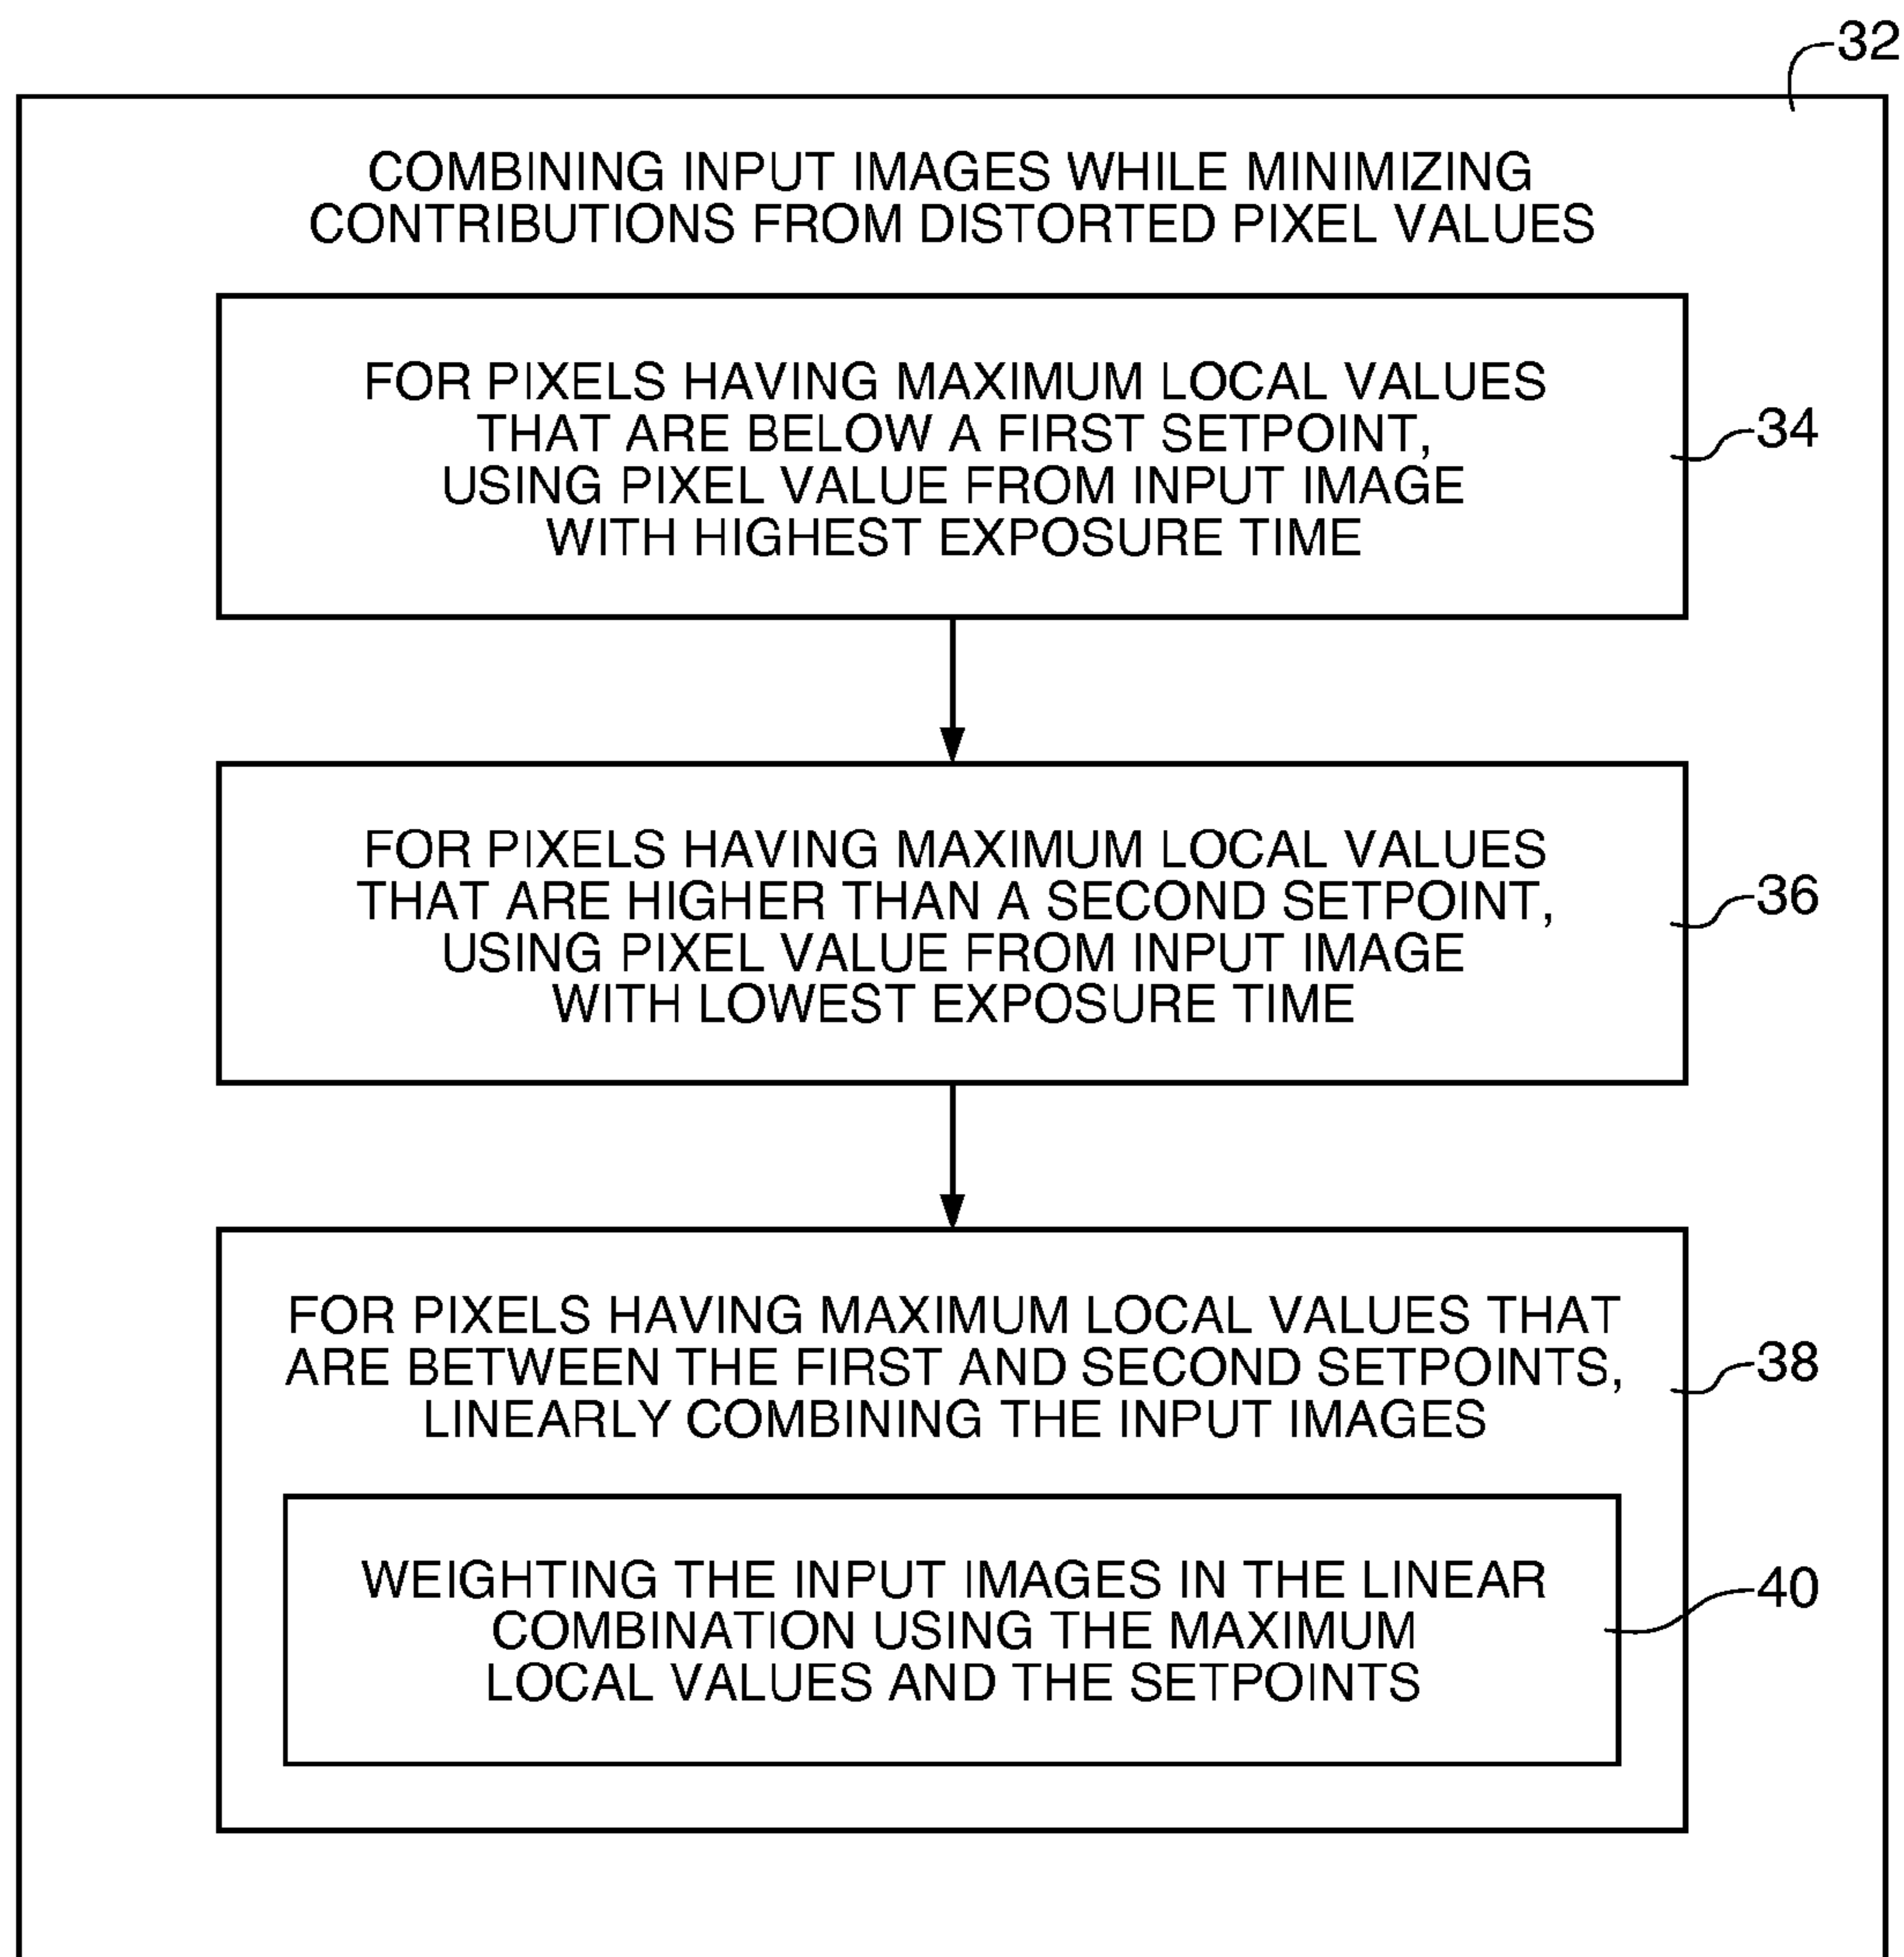 32
COMBINING INPUT IMAGES WHILE MINIMIZING
CONTRIBUTIONS FROM DISTORTED PIXEL VALUES
FOR PIXELS HAVING MAXIMUM LOCAL VALUES
THAT ARE BELOW A FIRST SETPOINT,
USING PIXEL VALUE FROM INPUT IMAGE
WITH HIGHEST EXPOSURE TIME
34
FOR PIXELS HAVING MAXIMUM LOCAL VALUES
THAT ARE HIGHER THAN A SECOND SETPOINT,
USING PIXEL VALUE FROM INPUT IMAGE
WITH LOWEST EXPOSURE TIME
36
FOR PIXELS HAVING MAXIMUM LOCAL VALUES THAT
ARE BETWEEN THE FIRST AND SECOND SETPOINTS,
LINEARLY COMBINING THE INPUT IMAGES
38
WEIGHTING THE INPUT IMAGES IN THE LINEAR
COMBINATION USING THE MAXIMUM
LOCAL VALUES AND THE SETPOINTS
40